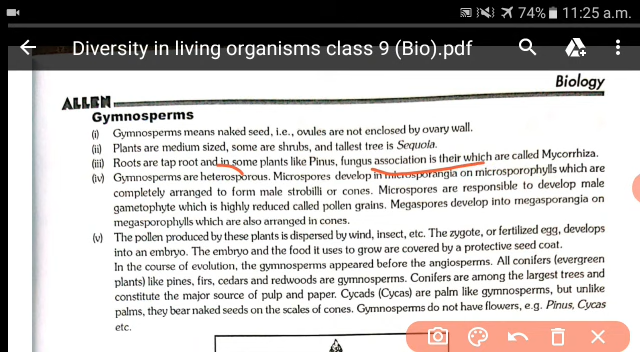 74% 11:25 a.m.
Diversity in living organisms class 9 (Bio).pdf
Biology
ALLEN
Gymnosperms
(i) Gymnosperms means naked seed, i.e., ovules are not enclosed by ovary wall.
(ii) Plants are medium sized, some are shrubs, and tallest tree is Sequoia.
(iii) Roots are tap root and in some plants like Pinus, fungus association is their which are called Mycorrhiza.
(iv) Gymnosperms are heterosporous. Microspores develop in microsporangia on microsporophylls which are
completely arranged to form male strobilli or cones. Microspores are responsible to develop male
gametophyte which is highly reduced called pollen grains. Megaspores develop into megasporangia on
megasporophylls which are also arranged in cones.
(v) The pollen produced by these plants is dispersed by wind, insect, etc. The zygote, or fertilized egg, develops
into an embryo. The embryo and the food it uses to grow are covered by a protective seed coat.
In the course of evolution, the gymnosperms appeared before the angiosperms. All conifers (evergreen
plants) like pines, firs, cedars and redwoods are gymnosperms. Conifers are among the largest trees and
constitute the major source of pulp and paper. Cycads (Cycas) are palm like gymnosperms, but unlike
palms, they bear naked seeds on the scales of cones. Gymnosperms do not have flowers, e.g. Pinus, Cycas
etc.